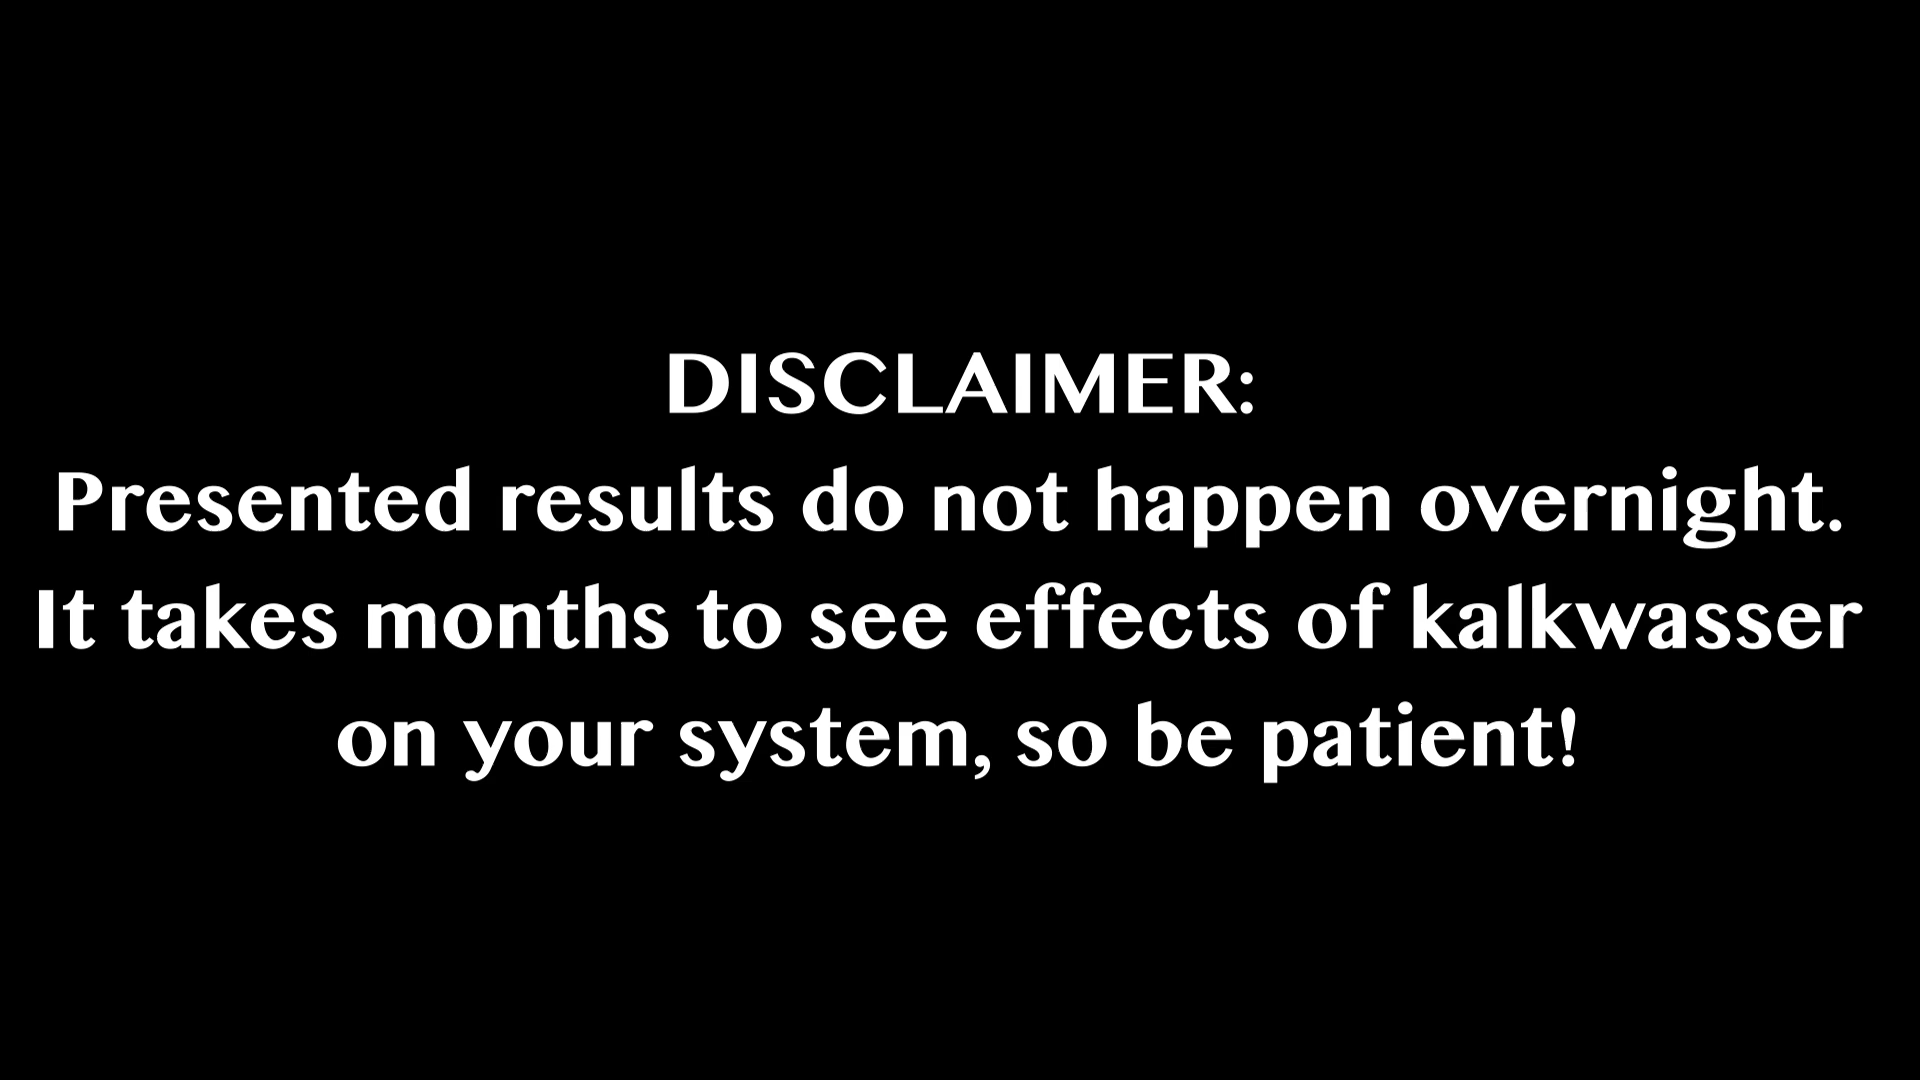 DISCLAIMER:
Presented results do not happen overnight.
It takes months to see effects of kalkwasser
on your system, so be patient!